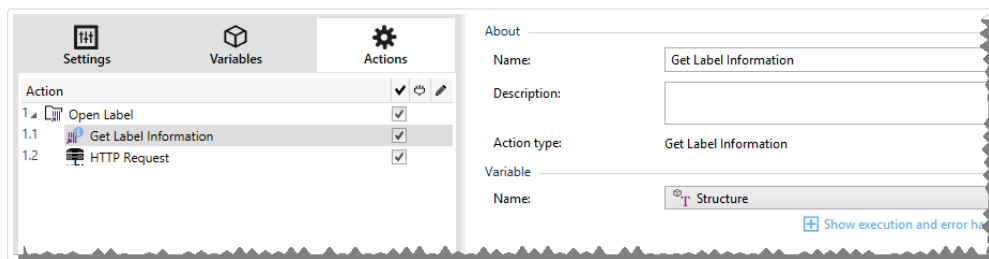 Settings
Variables
Actions
Action
1 Open Label
1.1 Get Label Information
1.2 HTTP Request
About
Name: Get Label Information
Description:
Action type: Get Label Information
Variable
Name: Structure
Show execution and error ha